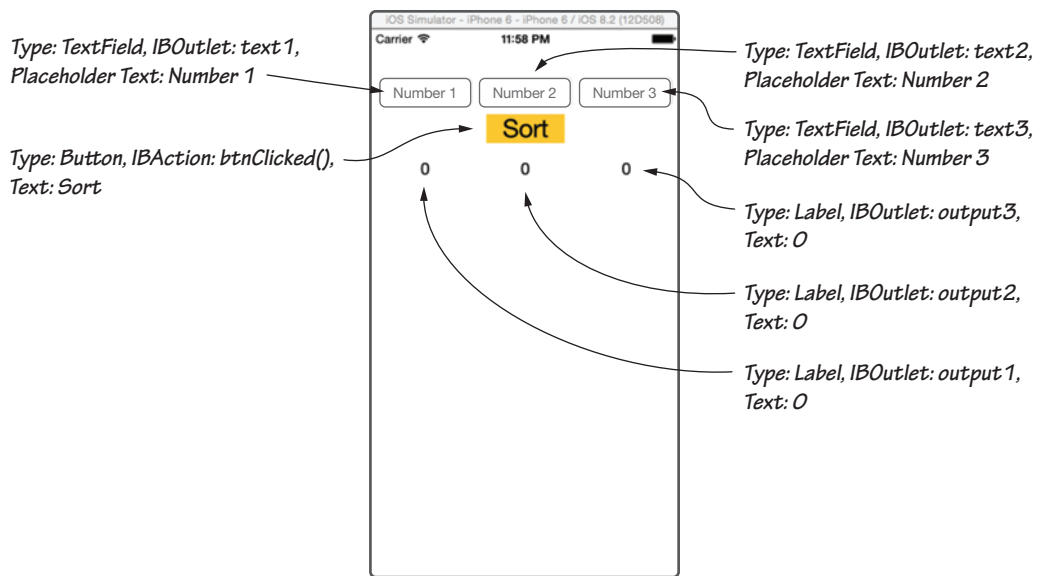 iOS Simulator - iPhone 6 - iPhone 6 / iOS 8.2 (12D508)
Carrier 11:58 PM
Type: TextField, IBOutlet: text1,
Placeholder Text: Number 1
Type: TextField, IBOutlet: text2,
Placeholder Text: Number 2
Number 1 Number 2 Number 3
Sort
Type: TextField, IBOutlet: text3,
Placeholder Text: Number 3
Type: Button, IBAction: btnClicked(),
Text: Sort
0 0 0
Type: Label, IBOutlet: output3,
Text: 0
Type: Label, IBOutlet: output2,
Text: 0
Type: Label, IBOutlet: output1,
Text: 0